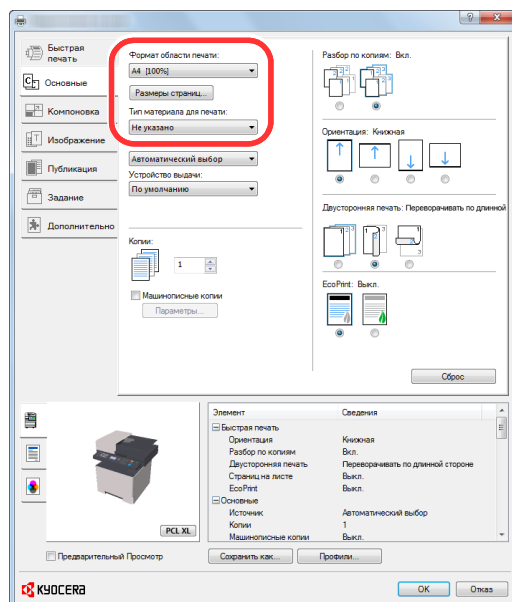 Быстрая
печать
Основные
Компоновка
Изображение
Публикация
Задание
Дополнительно
Формат области печати:
A4 [100%]
Размеры страниц...
Тип материала для печати:
Не указано
Автоматический выбор
Устройство выдачи:
По умолчанию
Копии:
1
Машинописные копии
Параметры...
Разбор по копиям: Вкл.
Ориентация: Книжная
Двусторонняя печать: Переворачивать по длинной
EcoPrint: Выкл.
Сброс
PCL XL
Предварительный Просмотр
Элемент Сведения
Быстрая печать
Ориентация Книжная
Разбор по копиям Вкл.
Двусторонняя печать Переворачивать по длинной стороне
Страниц на листе Выкл.
EcoPrint Выкл.
Основные
Источник Автоматический выбор
Копии 1
Машинописные копии Выкл.
Сохранить как... Профили...
KYOCERA
OK Отказ